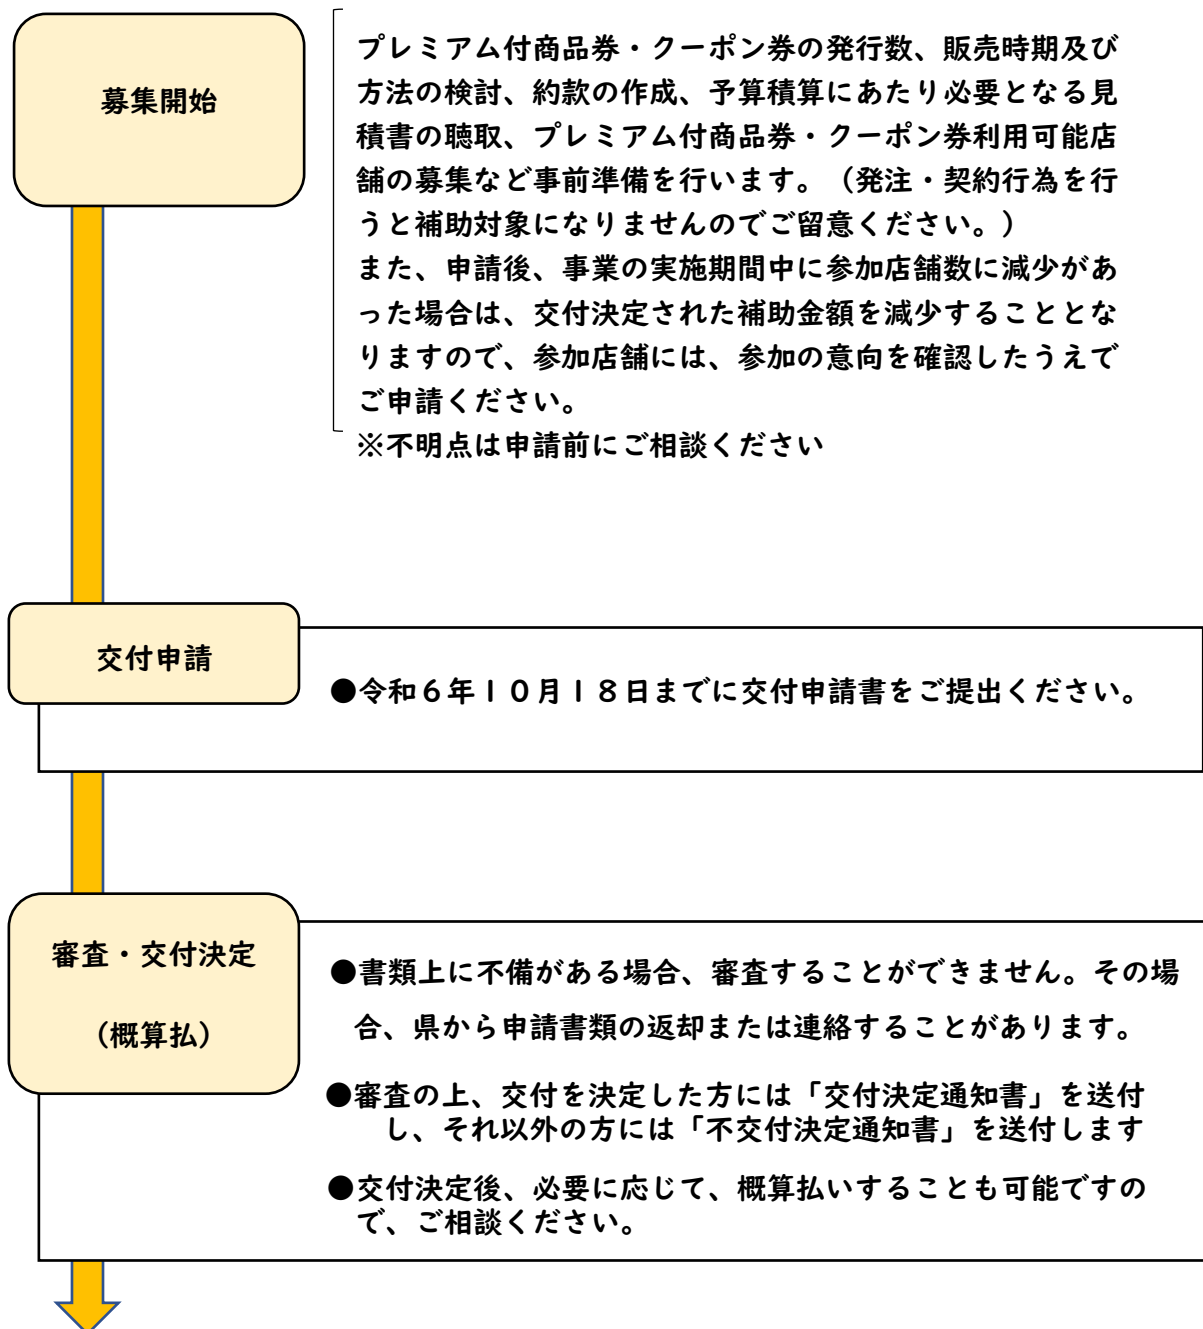 募集開始
プレミアム付商品券・クーポン券の発行数、販売時期及び
方法の検討、約款の作成、予算積算にあたり必要となる見
積書の聴取、プレミアム付商品券・クーポン券利用可能店
舗の募集など事前準備を行います。（発注・契約行為を行
うと補助対象になりませんのでご留意ください。）
また、申請後、事業の実施期間中に参加店舗数に減少があ
った場合は、交付決定された補助金額を減少することとな
りますので、参加店舗には、参加の意向を確認したうえで
ご申請ください。
※不明点は申請前にご相談ください
交付申請
●令和６年１０月１８日までに交付申請書をご提出ください。
審査・交付決定
（概算払）
●書類上に不備がある場合、審査することができません。その場
合、県から申請書類の返却または連絡することがあります。
●審査の上、交付を決定した方には「交付決定通知書」を送付
し、それ以外の方には「不交付決定通知書」を送付します
●交付決定後、必要に応じて、概算払いすることも可能ですの
で、ご相談ください。